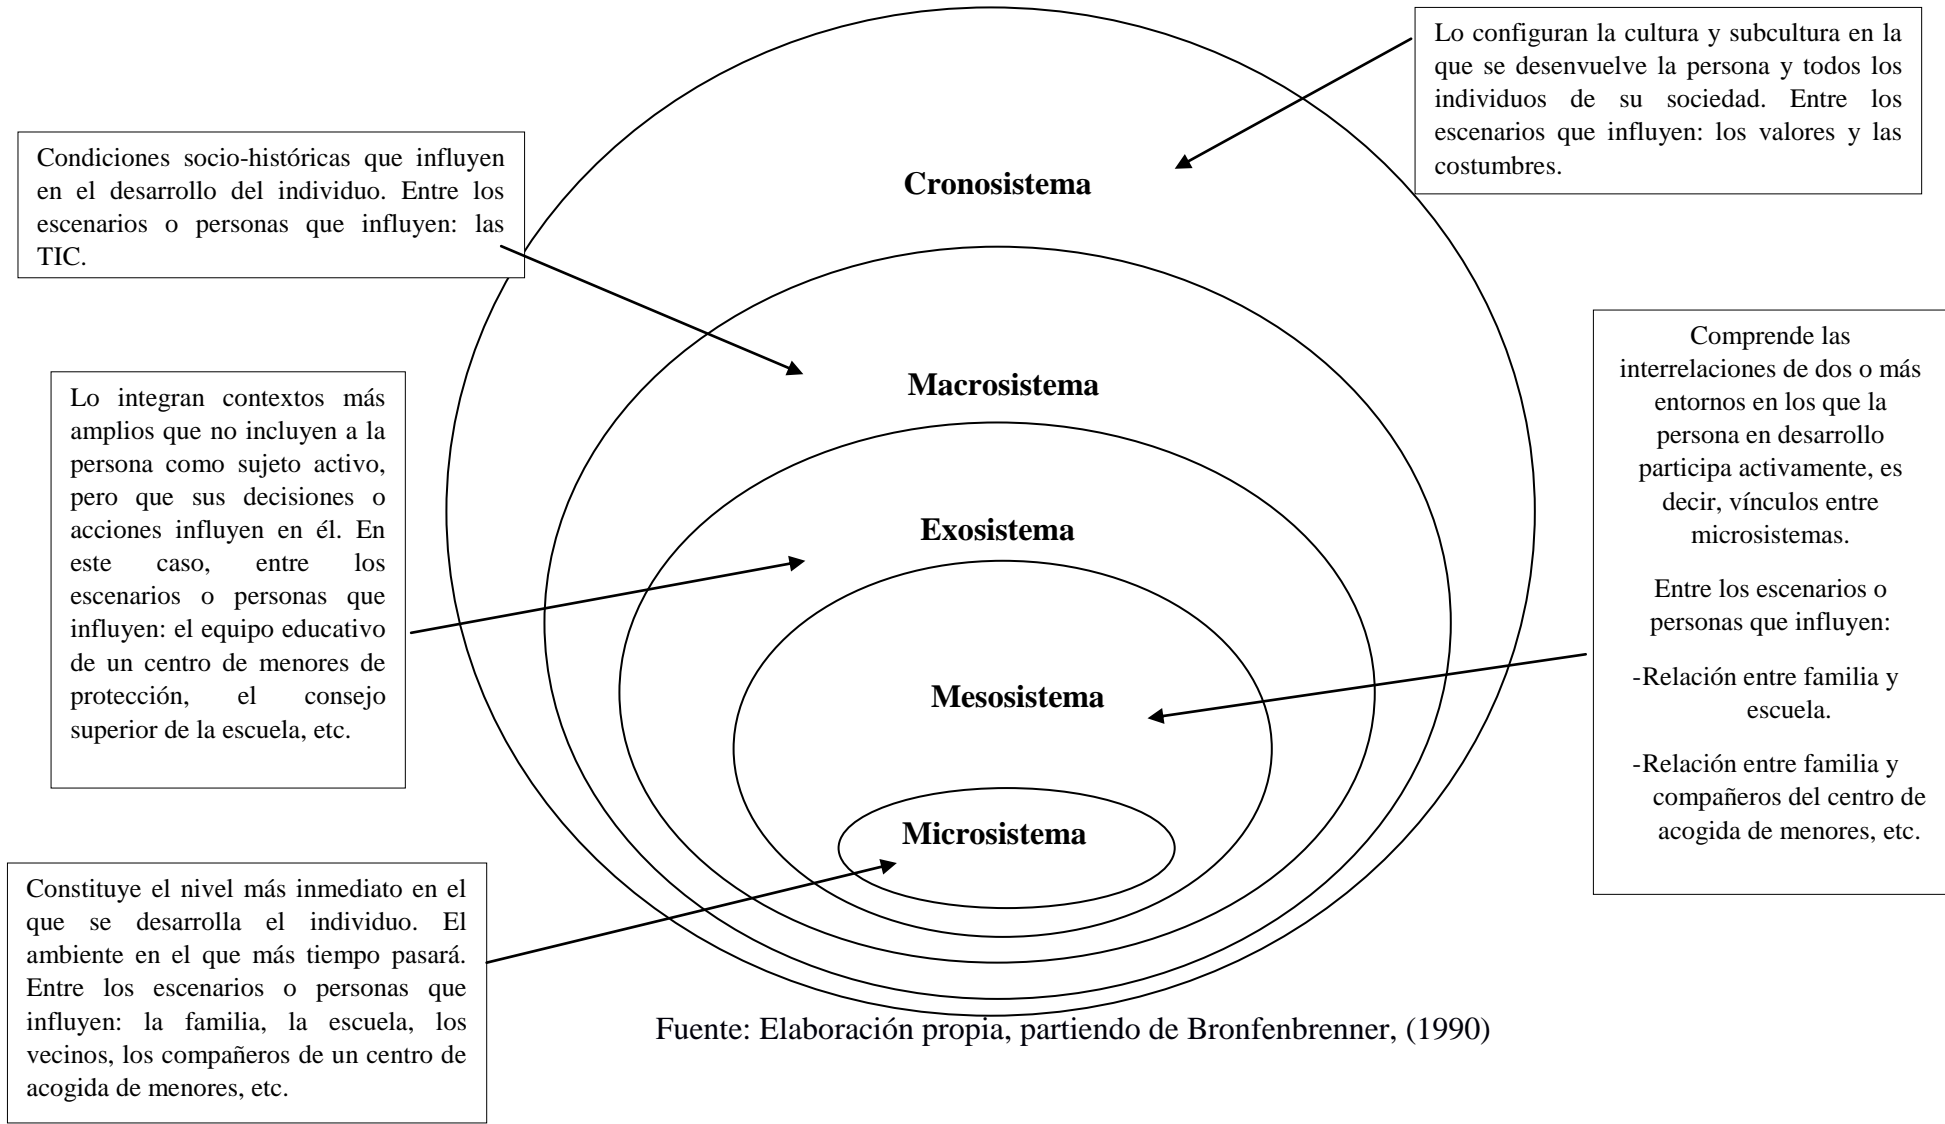 Lo configuran la cultura y subcultura en la
que se desenvuelve la persona y todos los
individuos de su sociedad. Entre los
escenarios que influyen: los valores y las
costumbres.
Condiciones socio-históricas que influyen
en el desarrollo del individuo. Entre los
escenarios o personas que influyen: las
TIC.
Cronosistema
Macrosistema
Exosistema
Mesosistema
Microsistema
Lo integran contextos más
amplios que no incluyen a la
persona como sujeto activo,
pero que sus decisiones o
acciones influyen en él. En
este caso, entre los
escenarios o personas que
influyen: el equipo educativo
de un centro de menores de
protección, el consejo
superior de la escuela, etc.
Comprende las
interrelaciones de dos o más
entornos en los que la
persona en desarrollo
participa activamente, es
decir, vínculos entre
microsistemas.
Entre los escenarios o
personas que influyen:
-Relación entre familia y
escuela.
-Relación entre familia y
compañeros del centro de
acogida de menores, etc.
Constituye el nivel más inmediato en el
que se desarrolla el individuo. El
ambiente en el que más tiempo pasará.
Entre los escenarios o personas que
influyen: la familia, la escuela, los
vecinos, los compañeros de un centro de
acogida de menores, etc.
Fuente: Elaboración propia, partiendo de Bronfenbrenner, (1990)